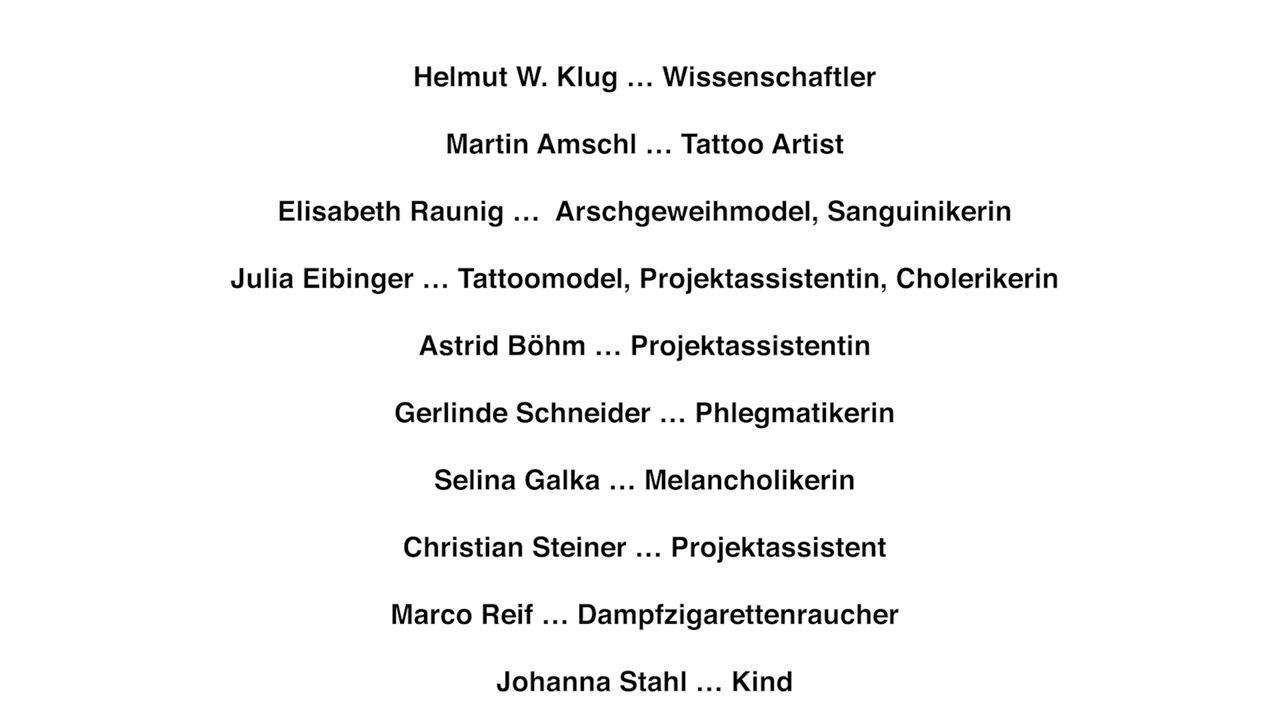 Helmut W. Klug … Wissenschaftler
Martin Amschl … Tattoo Artist
Elisabeth Raunig …  Arschgeweihmodel, Sanguinikerin
Julia Eibinger … Tattoomodel, Projektassistentin, Cholerikerin
Astrid Böhm … Projektassistentin
Gerlinde Schneider … Phlegmatikerin
Selina Galka … Melancholikerin
Christian Steiner … Projektassistent
Marco Reif … Dampfzigarettenraucher
Johanna Stahl … Kind